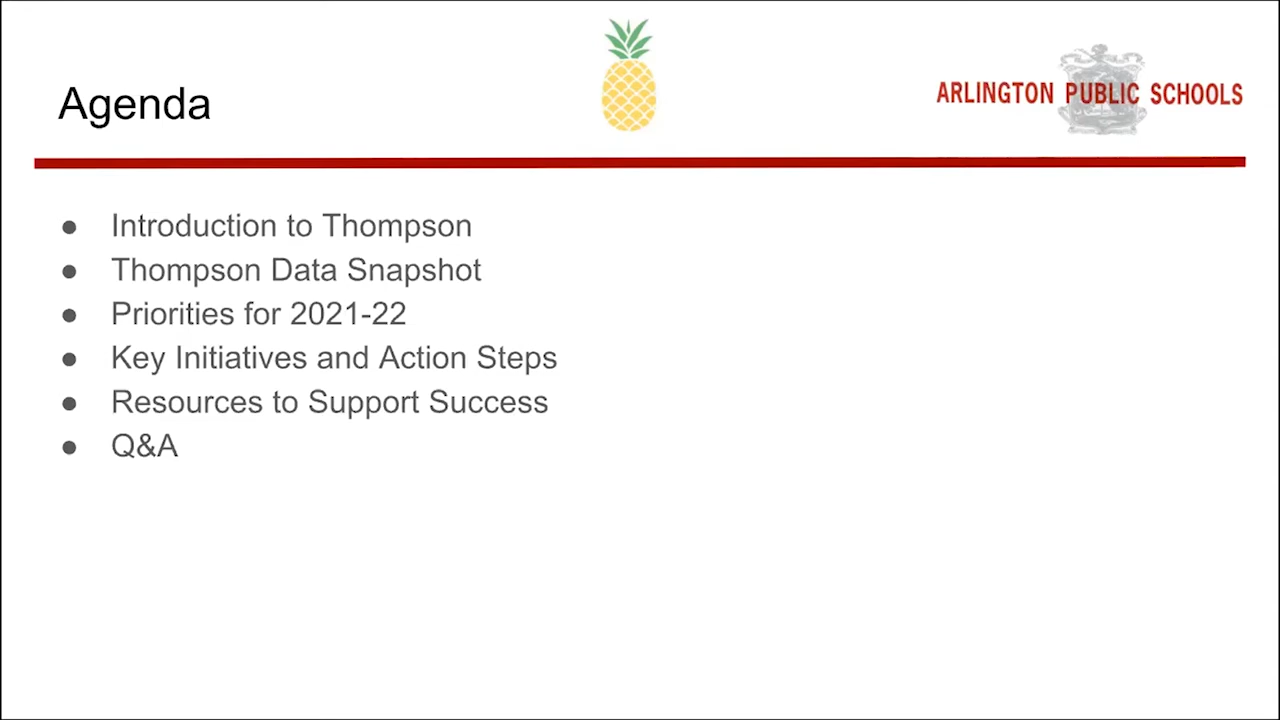 Agenda
ARLINGTON PUBLIC SCHOOLS
● Introduction to Thompson
● Thompson Data Snapshot
● Priorities for 2021-22
● Key Initiatives and Action Steps
● Resources to Support Success
● Q&A